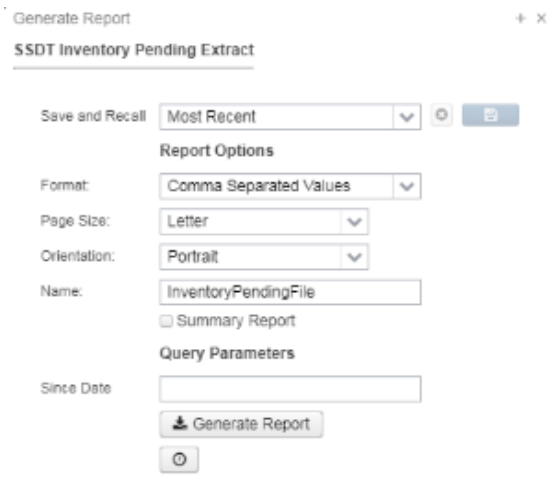 Generate Report
SSDT Inventory Pending Extract
Save and Recall Most Recent
Report Options
Format: Comma Separated Values
Page Size: Letter
Orientation: Portrait
Name: InventoryPendingFile
Summary Report
Query Parameters
Since Date
Generate Report